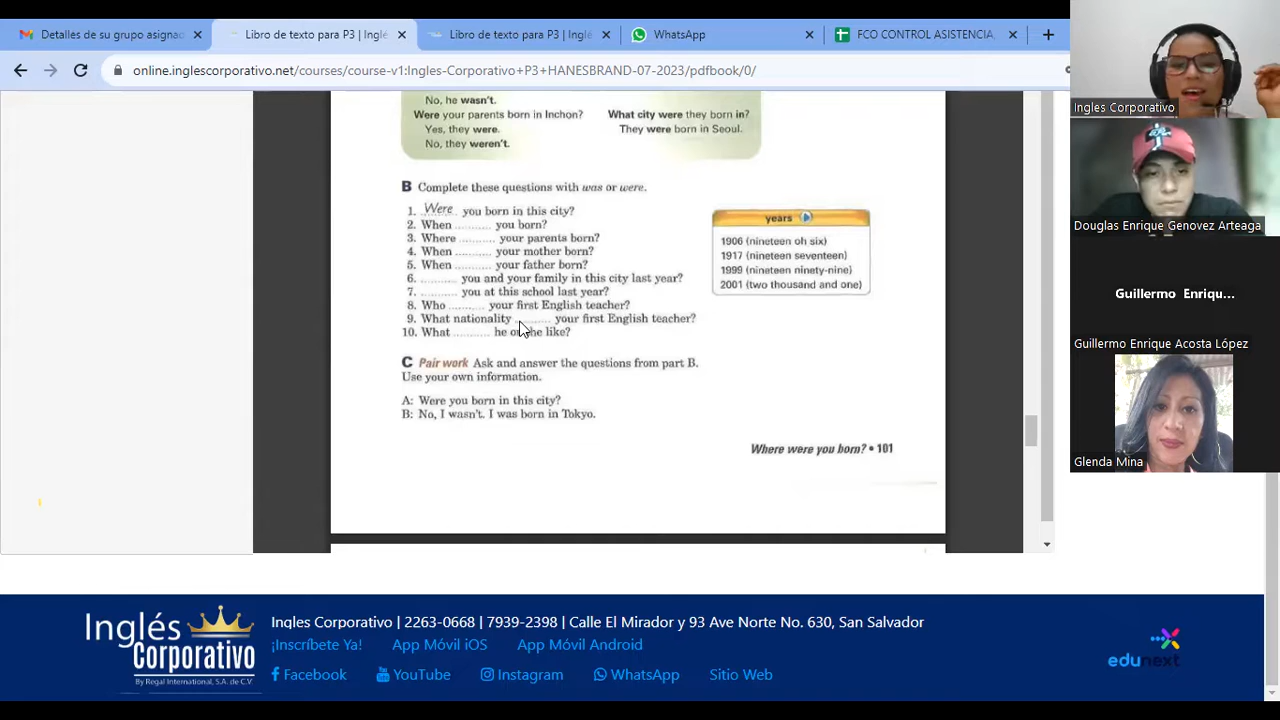 Detalles de su grupo asignad
Libro de texto para P3 | Inglé
Libro de texto para P3 | Inglé
WhatsApp
FCO CONTROL ASISTENCIA.
online.inglescorporativo.net/courses/course-v1:Ingles-Corporativo+P3+HANESBRAND-07-2023/pdfbook/0/
No, he wasn't.
Were your parents born in Inchon?
Yes, they were.
No, they weren't.
What city were they born in?
They were born in Seoul.
B Complete these questions with was or were.
1. Were you born in this city?
2. When .......... you born?
3. Where .......... your parents born?
4. When .......... your mother born?
5. When .......... your father born?
6. .......... you and your family in this city last year?
7. .......... you at this school last year?
8. Who .......... your first English teacher?
9. What nationality .......... your first English teacher?
10. What .......... he or she like?
years
1906 (nineteen oh six)
1917 (nineteen seventeen)
1999 (nineteen ninety-nine)
2001 (two thousand and one)
C Pair work Ask and answer the questions from part B.
Use your own information.
A: Were you born in this city?
B: No, I wasn't. I was born in Tokyo.
Where were you born? • 101
Ingles Corporativo
Douglas Enrique Genovez Arteaga
Guillermo Enriqu...
Guillermo Enrique Acosta López
Glenda Mina
Inglés
Corporativo
By Regal International, S.A. de C.V.
Ingles Corporativo | 2263-0668 | 7939-2398 | Calle El Mirador y 93 Ave Norte No. 630, San Salvador
¡Inscríbete Ya!
App Móvil iOS
App Móvil Android
Facebook
YouTube
Instagram
WhatsApp
Sitio Web
edunext